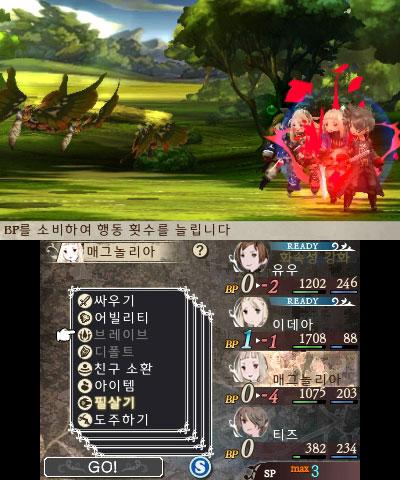 BP를 소비하여 행동 횟수를 늘립니다
매그놀리아
?
싸우기
어빌리티
브레이브
디폴트
친구 소환
아이템
필살기
도주하기
GO!
S
READY
화속성 강화
유우
BP 0 -2 1202 246
READY
이데아
BP 1 -1 1708 88
매그놀리아
BP 0 -4 1075 203
티즈
BP 0 382 234
SP max 3